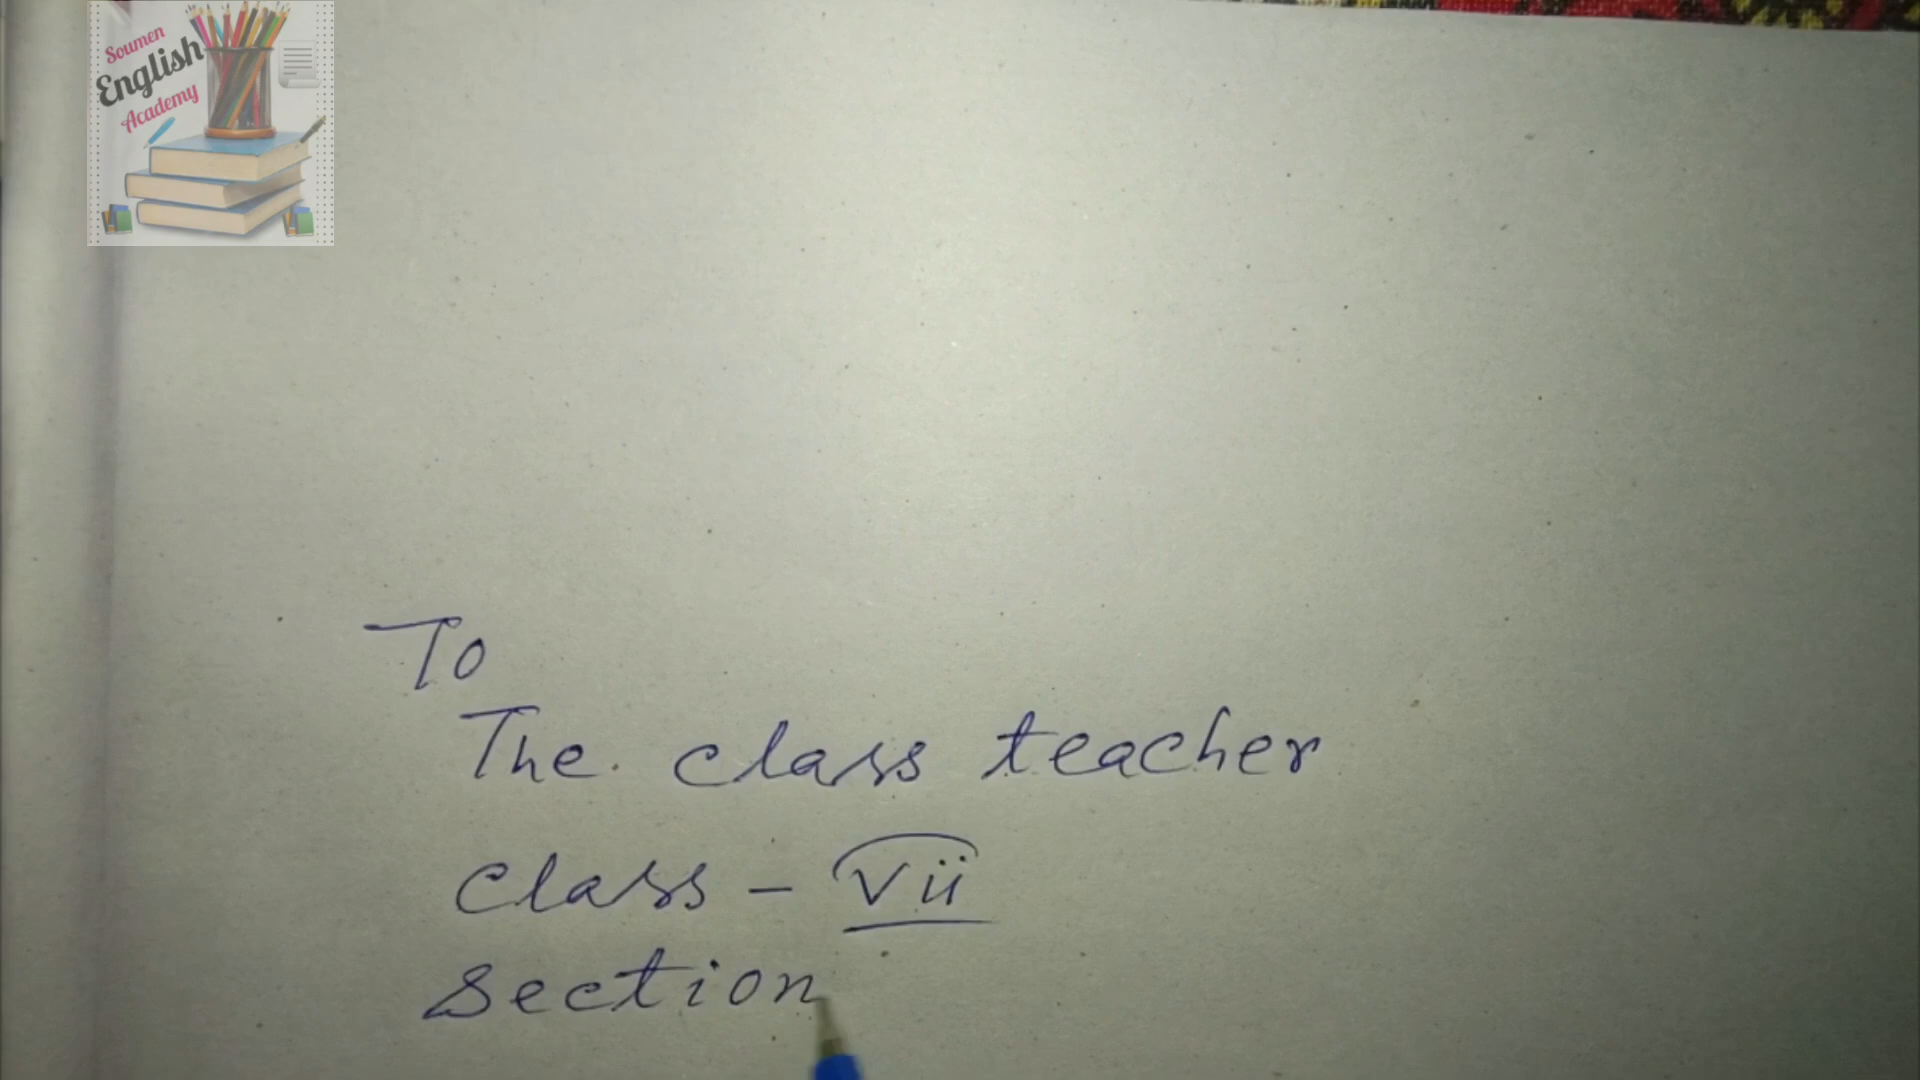 Soumen
English
Academy
To
The class teacher
Class - vii
Section